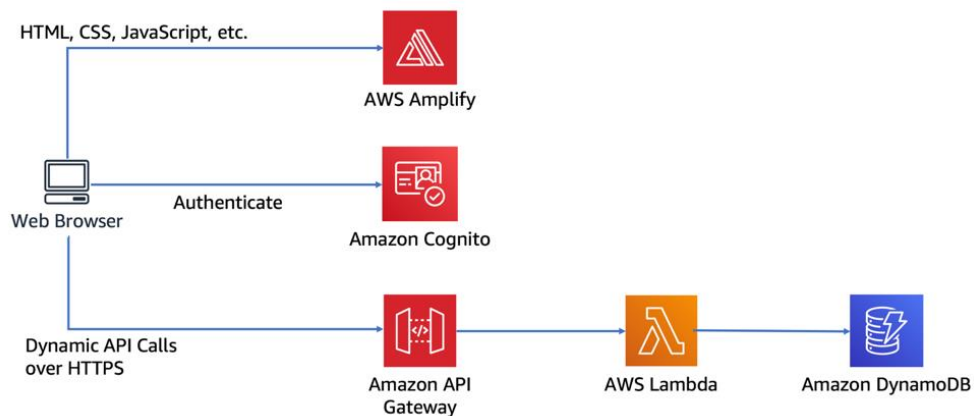 HTML, CSS, JavaScript, etc.
AWS Amplify
Web Browser
Authenticate
Amazon Cognito
Dynamic API Calls
over HTTPS
Amazon API
Gateway
AWS Lambda
Amazon DynamoDB